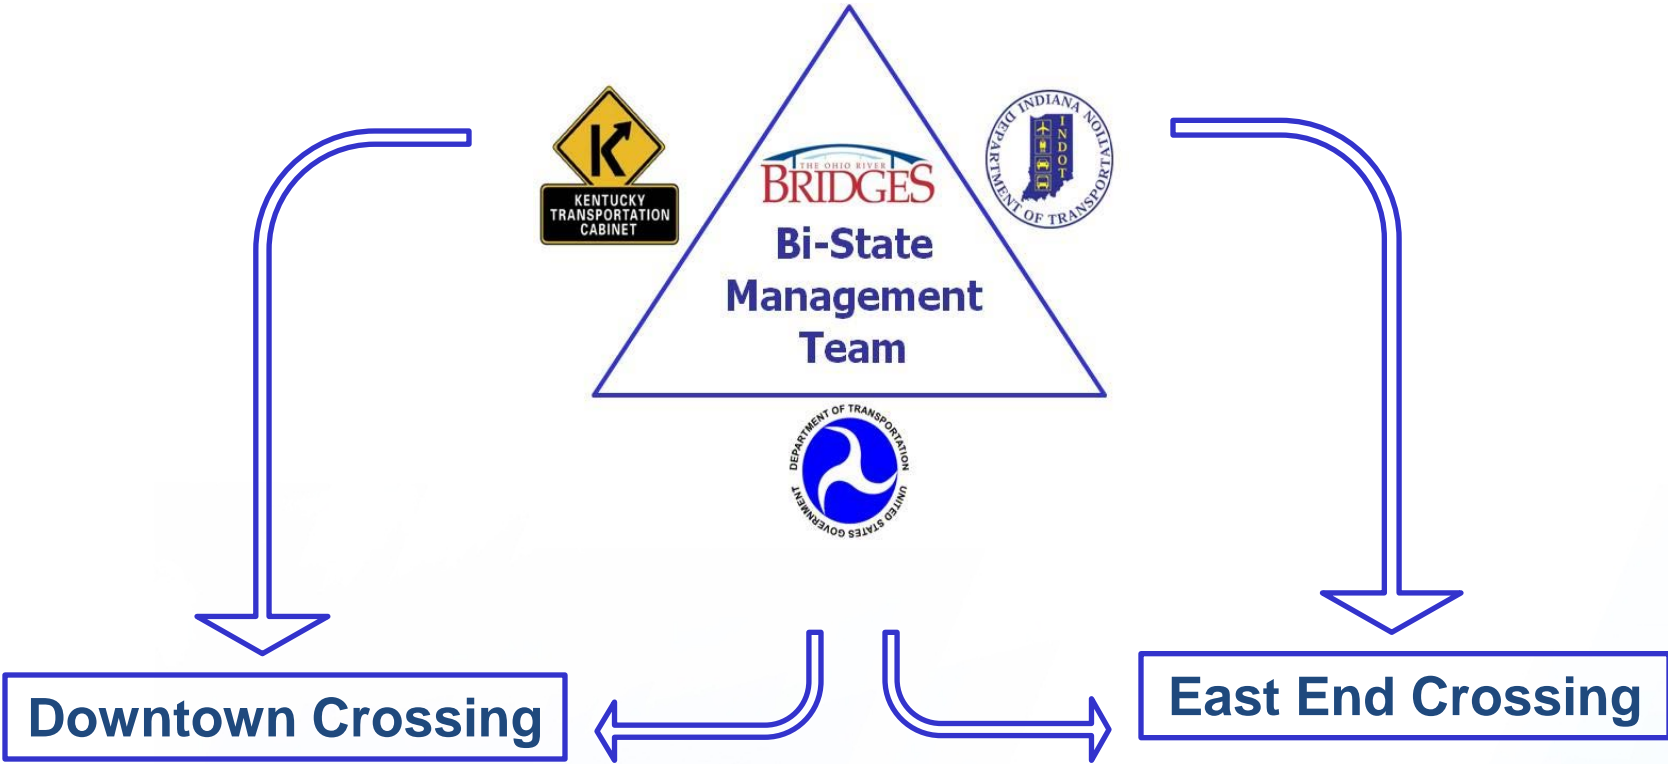 KENTUCKY
TRANSPORTATION
CABINET
THE OHIO RIVER
BRIDGES
Bi-State
Management
Team
INDIANA
DEPARTMENT OF TRANSPORTATION
INDOT
DEPARTMENT OF TRANSPORTATION
UNITED STATES GOVERNMENT
Downtown Crossing
East End Crossing